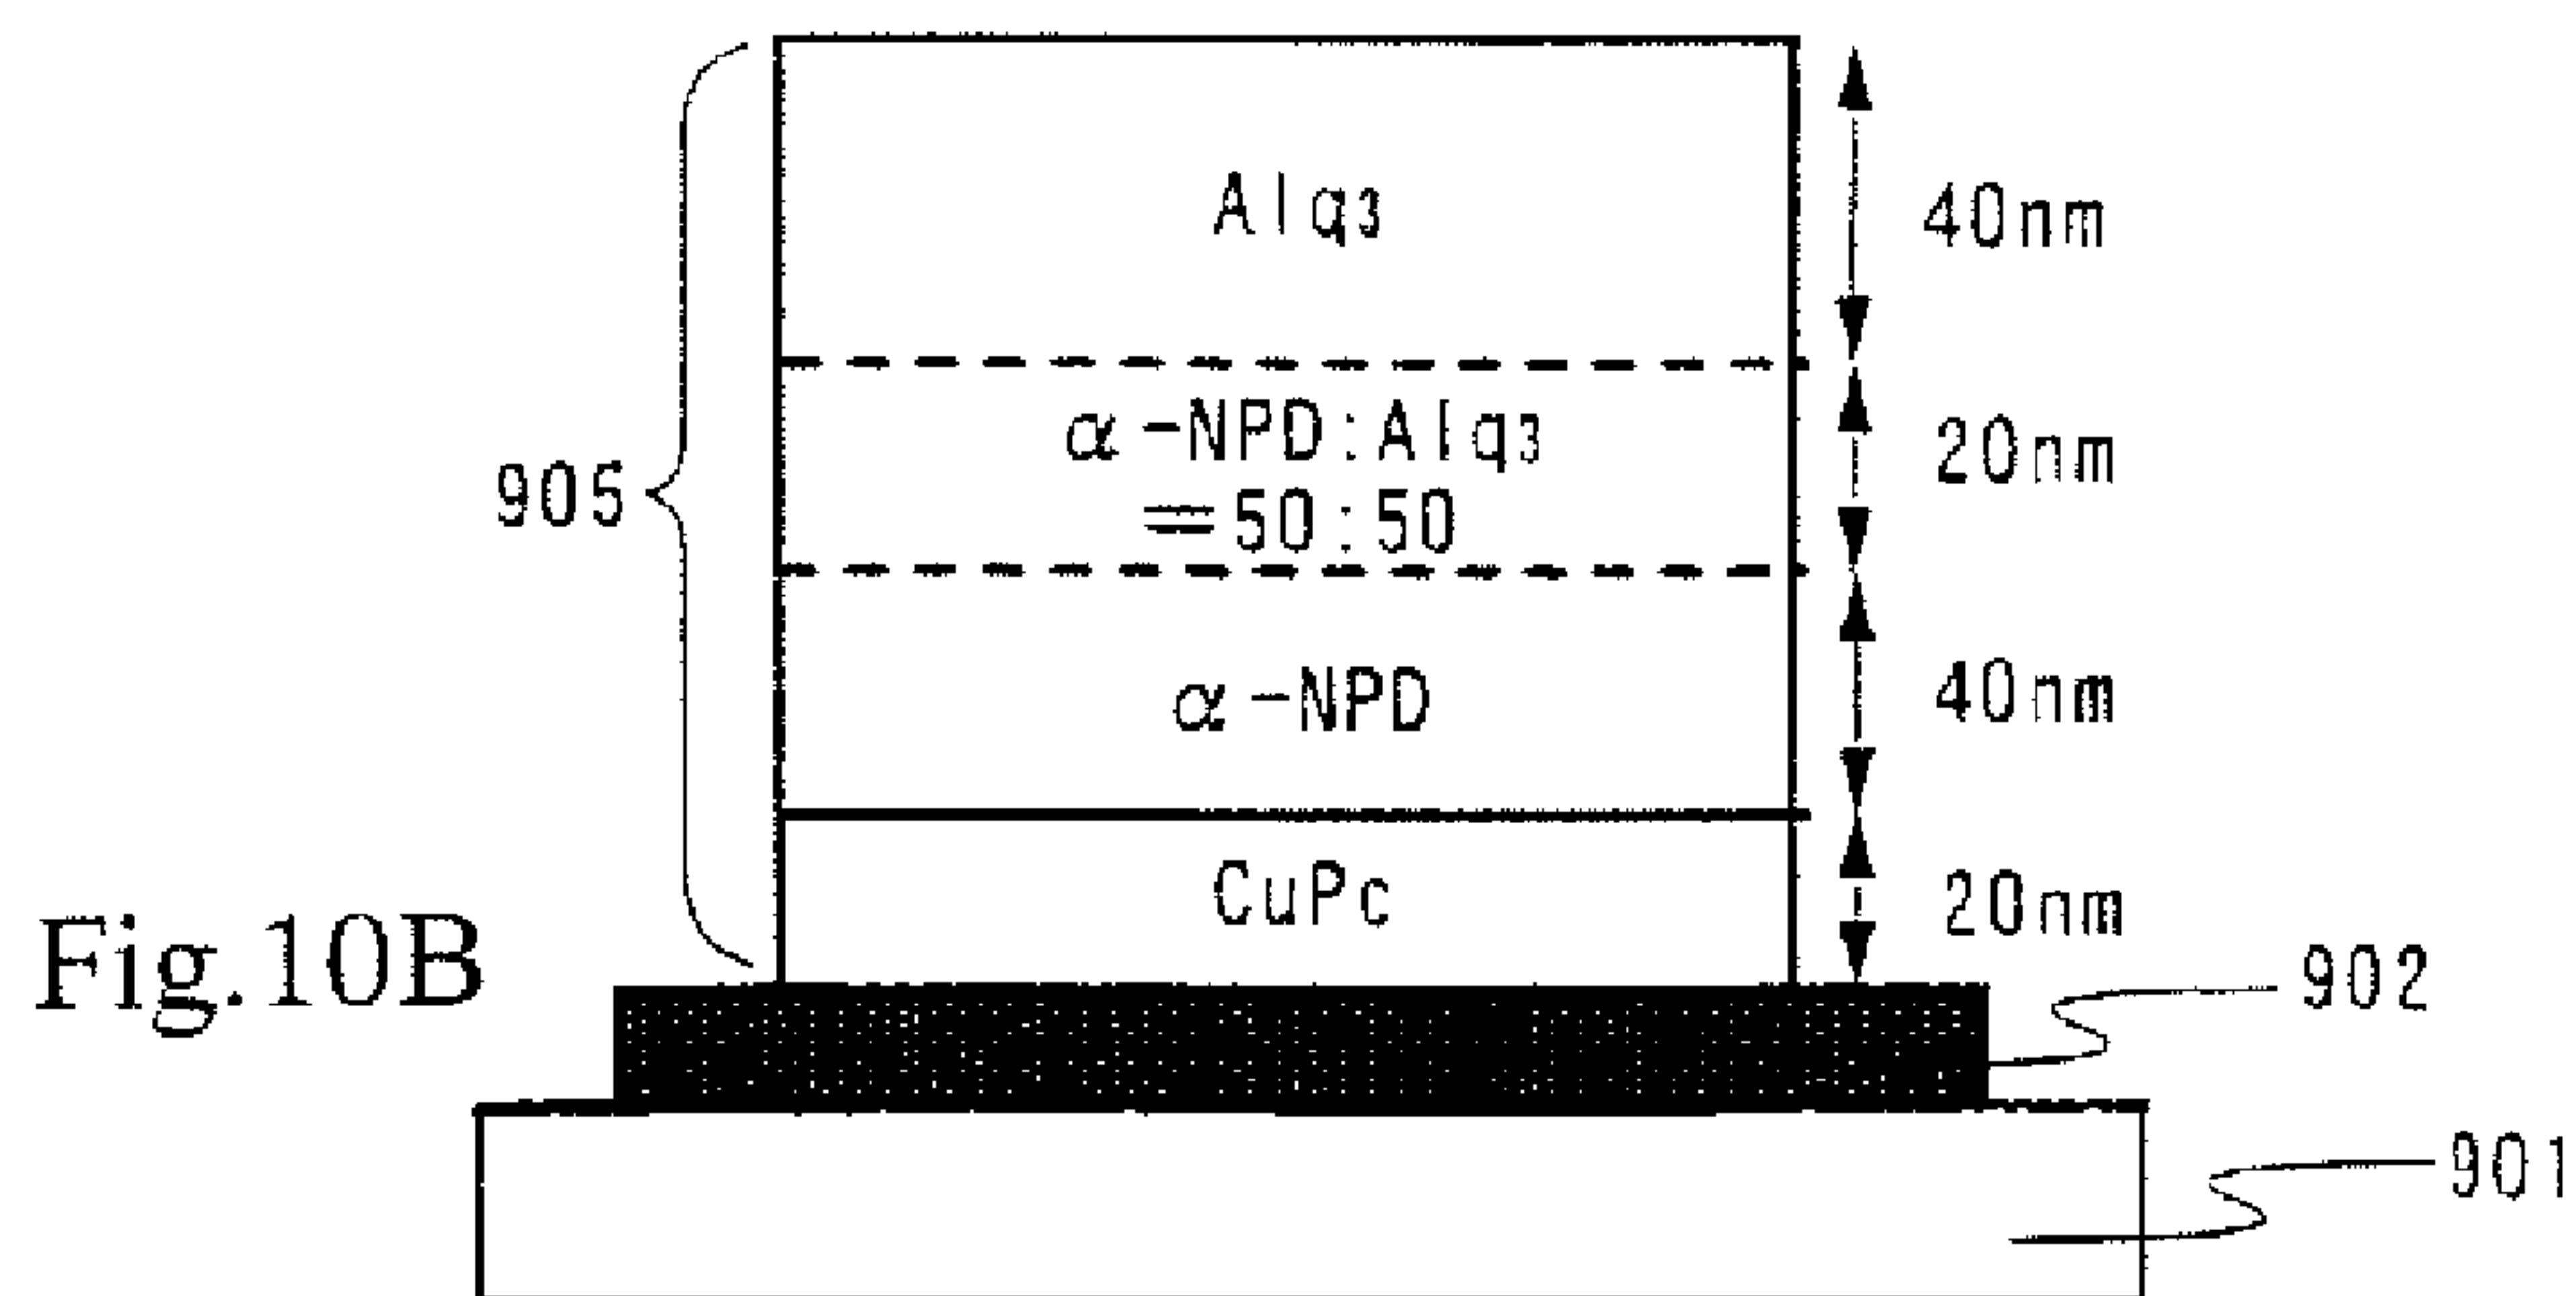 Alq3
40nm
α-NPD:Alq3
=50:50
20nm
905
α-NPD
40nm
CuPc
20nm
Fig.10B
902
901